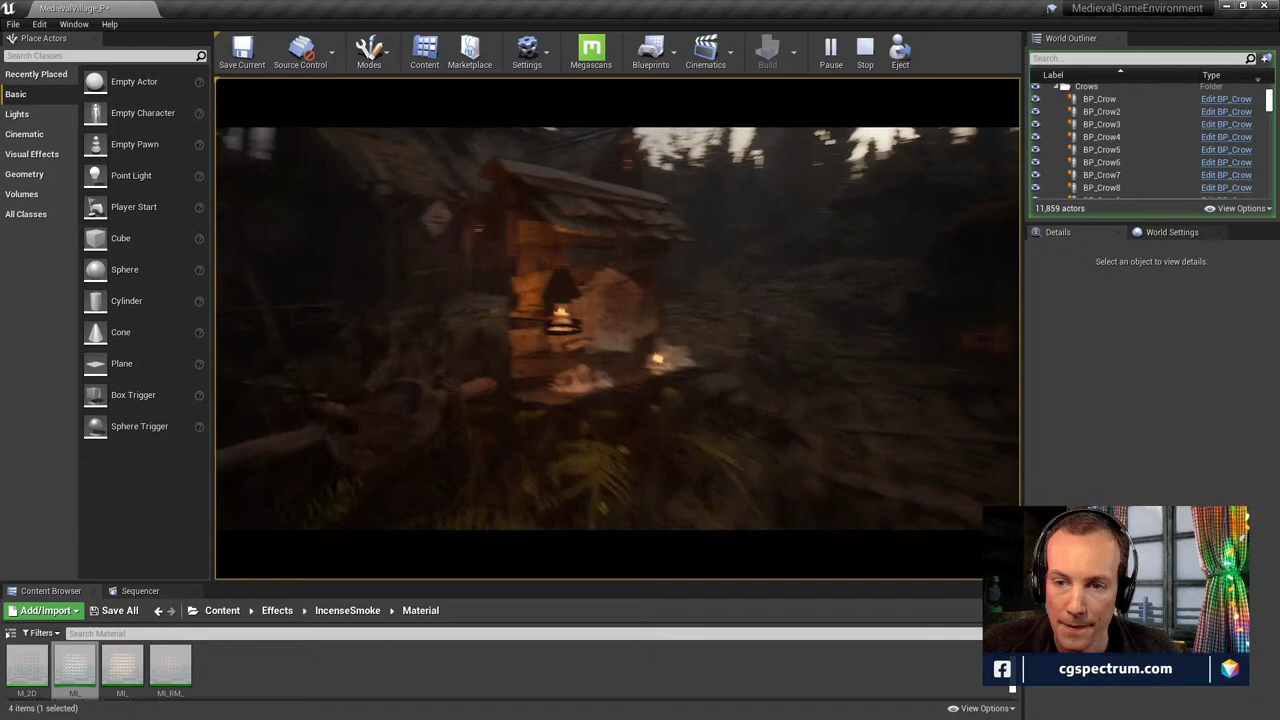 MedievalVillage_P*
MedievalGameEnvironment
File Edit Window Help
Place Actors
Search Classes
Recently Placed
Basic
Lights
Cinematic
Visual Effects
Geometry
Volumes
All Classes
Empty Actor
Empty Character
Empty Pawn
Point Light
Player Start
Cube
Sphere
Cylinder
Cone
Plane
Box Trigger
Sphere Trigger
Save Current
Source Control
Modes
Content
Marketplace
Settings
Megascans
Blueprints
Cinematics
Build
Pause
Stop
Eject
World Outliner
Search...
Label Type
Crows Folder
BP_Crow Edit BP_Crow
BP_Crow2 Edit BP_Crow
BP_Crow3 Edit BP_Crow
BP_Crow4 Edit BP_Crow
BP_Crow5 Edit BP_Crow
BP_Crow6 Edit BP_Crow
BP_Crow7 Edit BP_Crow
BP_Crow8 Edit BP_Crow
11,859 actors View Options
Details World Settings
Select an object to view details.
Content Browser Sequencer
Add/Import Save All Content Effects IncenseSmoke Material
Filters Search Material
M_2D MI_ MI_ MI_RM_
4 items (1 selected) View Options
cgspectrum.com